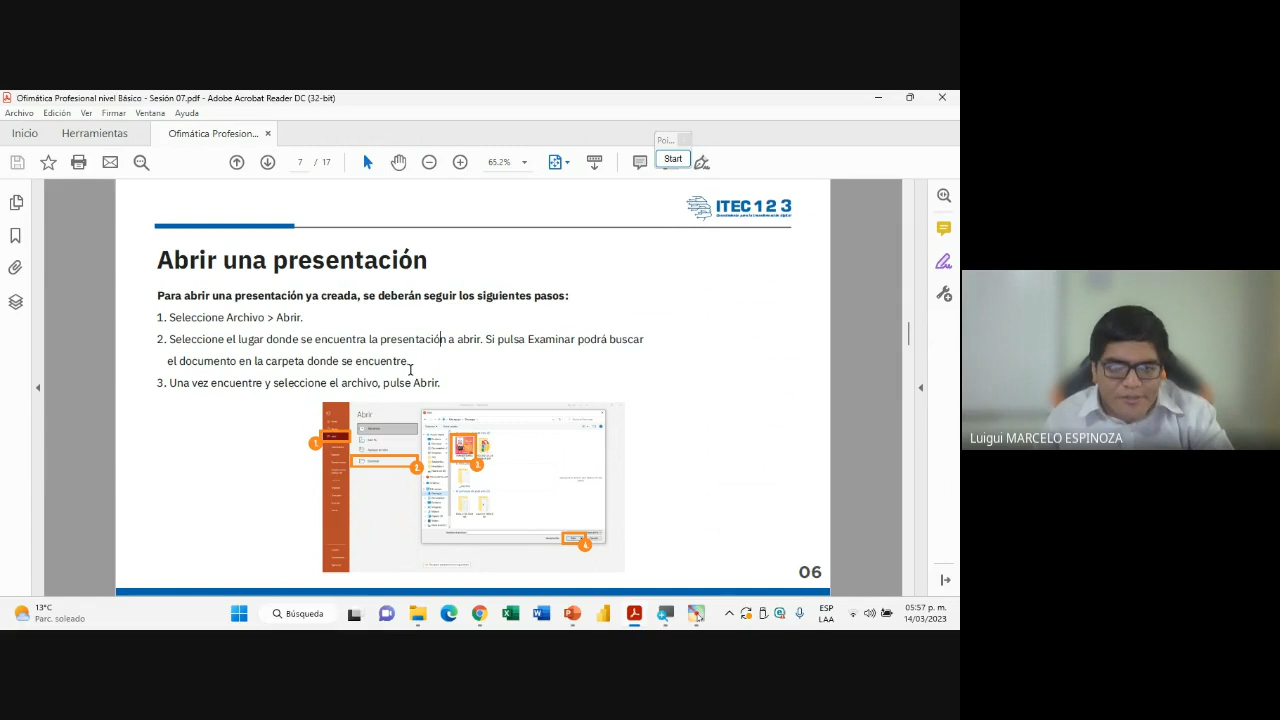 Ofimática Profesional nivel Básico - Sesión 07.pdf - Adobe Acrobat Reader DC (32-bit)
Archivo Edición Ver Firmar Ventana Ayuda
Inicio Herramientas Ofimática Profesion...
Poi...
Start
7 / 17 65.2%
ITEC 1 2 3
Abrir una presentación
Para abrir una presentación ya creada, se deberán seguir los siguientes pasos:
1. Seleccione Archivo > Abrir.
2. Seleccione el lugar donde se encuentra la presentación a abrir. Si pulsa Examinar podrá buscar
el documento en la carpeta donde se encuentre.
3. Una vez encuentre y seleccione el archivo, pulse Abrir.
Abrir
1.
2.
3.
4.
06
Luigui MARCELO ESPINOZA
13°C
Parc. soleado
Búsqueda
ESP
LAA
05:57 p. m.
14/03/2023